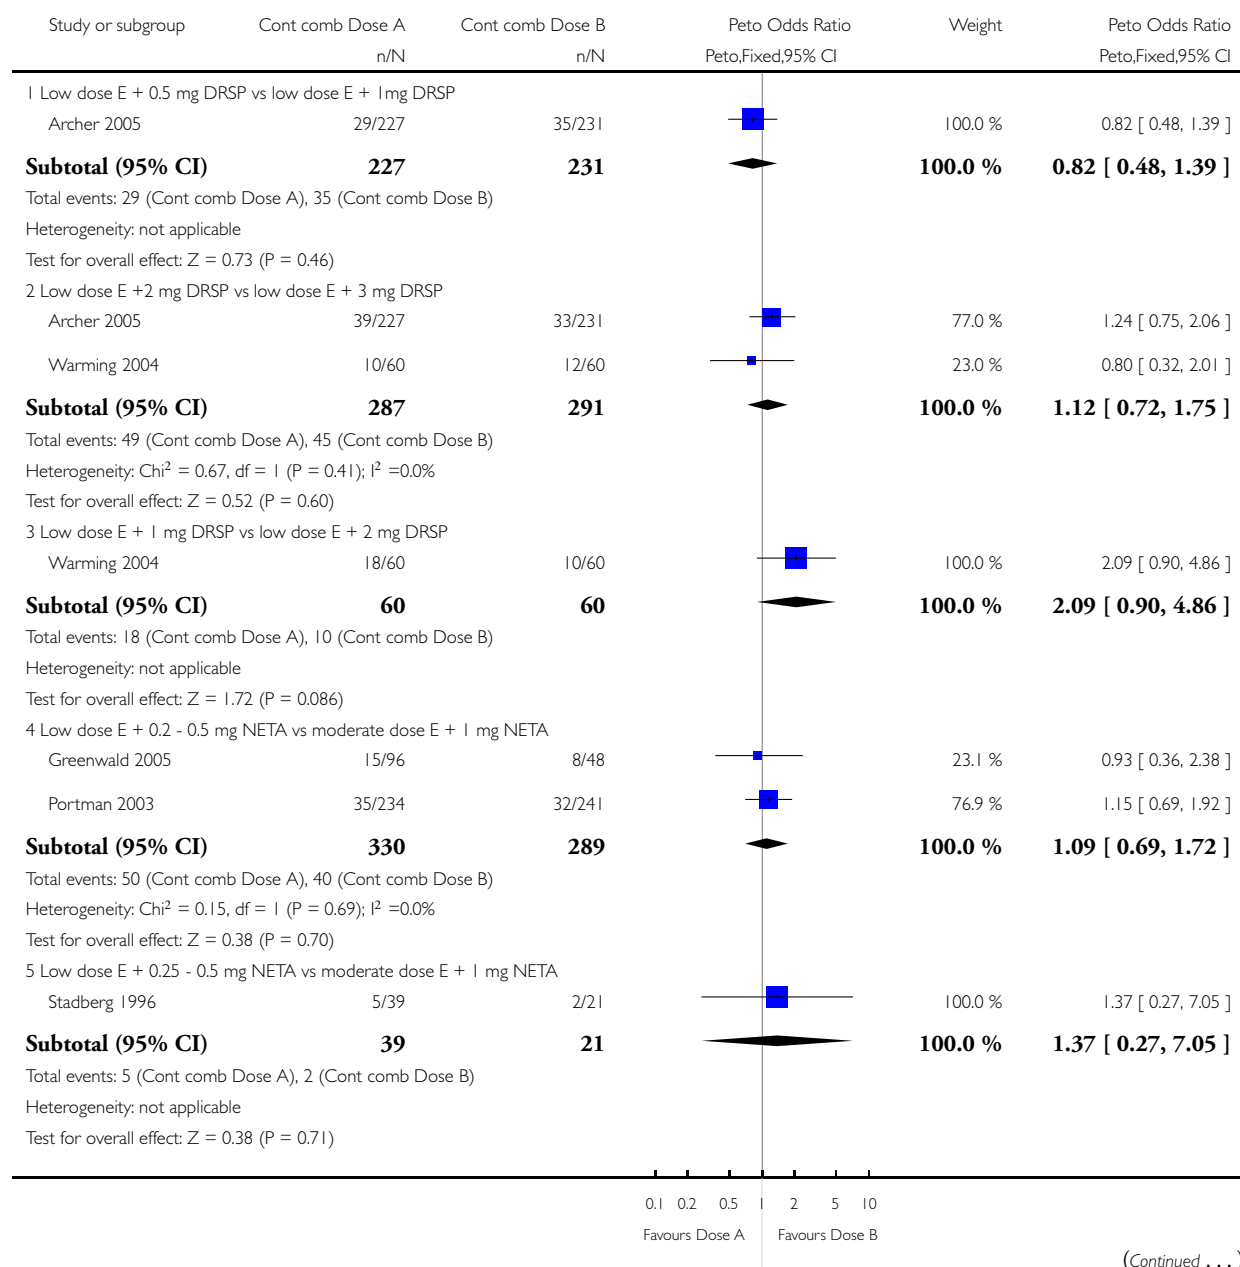 Study or subgroup Cont comb Dose A Cont comb Dose B Peto Odds Ratio Weight Peto Odds Ratio
n/N n/N Peto,Fixed,95% CI Peto,Fixed,95% CI
1 Low dose E + 0.5 mg DRSP vs low dose E + 1mg DRSP
Archer 2005 29/227 35/231 100.0 % 0.82 [ 0.48, 1.39 ]
Subtotal (95% CI) 227 231 100.0 % 0.82 [ 0.48, 1.39 ]
Total events: 29 (Cont comb Dose A), 35 (Cont comb Dose B)
Heterogeneity: not applicable
Test for overall effect: Z = 0.73 (P = 0.46)
2 Low dose E +2 mg DRSP vs low dose E + 3 mg DRSP
Archer 2005 39/227 33/231 77.0 % 1.24 [ 0.75, 2.06 ]
Warming 2004 10/60 12/60 23.0 % 0.80 [ 0.32, 2.01 ]
Subtotal (95% CI) 287 291 100.0 % 1.12 [ 0.72, 1.75 ]
Total events: 49 (Cont comb Dose A), 45 (Cont comb Dose B)
Heterogeneity: Chi² = 0.67, df = 1 (P = 0.41); I² =0.0%
Test for overall effect: Z = 0.52 (P = 0.60)
3 Low dose E + 1 mg DRSP vs low dose E + 2 mg DRSP
Warming 2004 18/60 10/60 100.0 % 2.09 [ 0.90, 4.86 ]
Subtotal (95% CI) 60 60 100.0 % 2.09 [ 0.90, 4.86 ]
Total events: 18 (Cont comb Dose A), 10 (Cont comb Dose B)
Heterogeneity: not applicable
Test for overall effect: Z = 1.72 (P = 0.086)
4 Low dose E + 0.2 - 0.5 mg NETA vs moderate dose E + 1 mg NETA
Greenwald 2005 15/96 8/48 23.1 % 0.93 [ 0.36, 2.38 ]
Portman 2003 35/234 32/241 76.9 % 1.15 [ 0.69, 1.92 ]
Subtotal (95% CI) 330 289 100.0 % 1.09 [ 0.69, 1.72 ]
Total events: 50 (Cont comb Dose A), 40 (Cont comb Dose B)
Heterogeneity: Chi² = 0.15, df = 1 (P = 0.69); I² =0.0%
Test for overall effect: Z = 0.38 (P = 0.70)
5 Low dose E + 0.25 - 0.5 mg NETA vs moderate dose E + 1 mg NETA
Stadberg 1996 5/39 2/21 100.0 % 1.37 [ 0.27, 7.05 ]
Subtotal (95% CI) 39 21 100.0 % 1.37 [ 0.27, 7.05 ]
Total events: 5 (Cont comb Dose A), 2 (Cont comb Dose B)
Heterogeneity: not applicable
Test for overall effect: Z = 0.38 (P = 0.71)
0.1 0.2 0.5 1 2 5 10
Favours Dose A Favours Dose B
(Continued . . . )